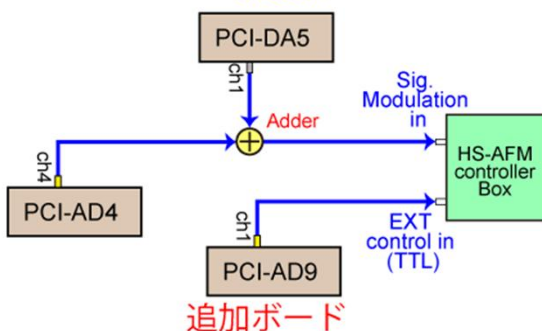 PCI-DA5
ch1
Adder
Sig.
Modulation
in
ch4
PCI-AD4
HS-AFM
controller
Box
ch1
EXT
control in
(TTL)
PCI-AD9
追加ボード